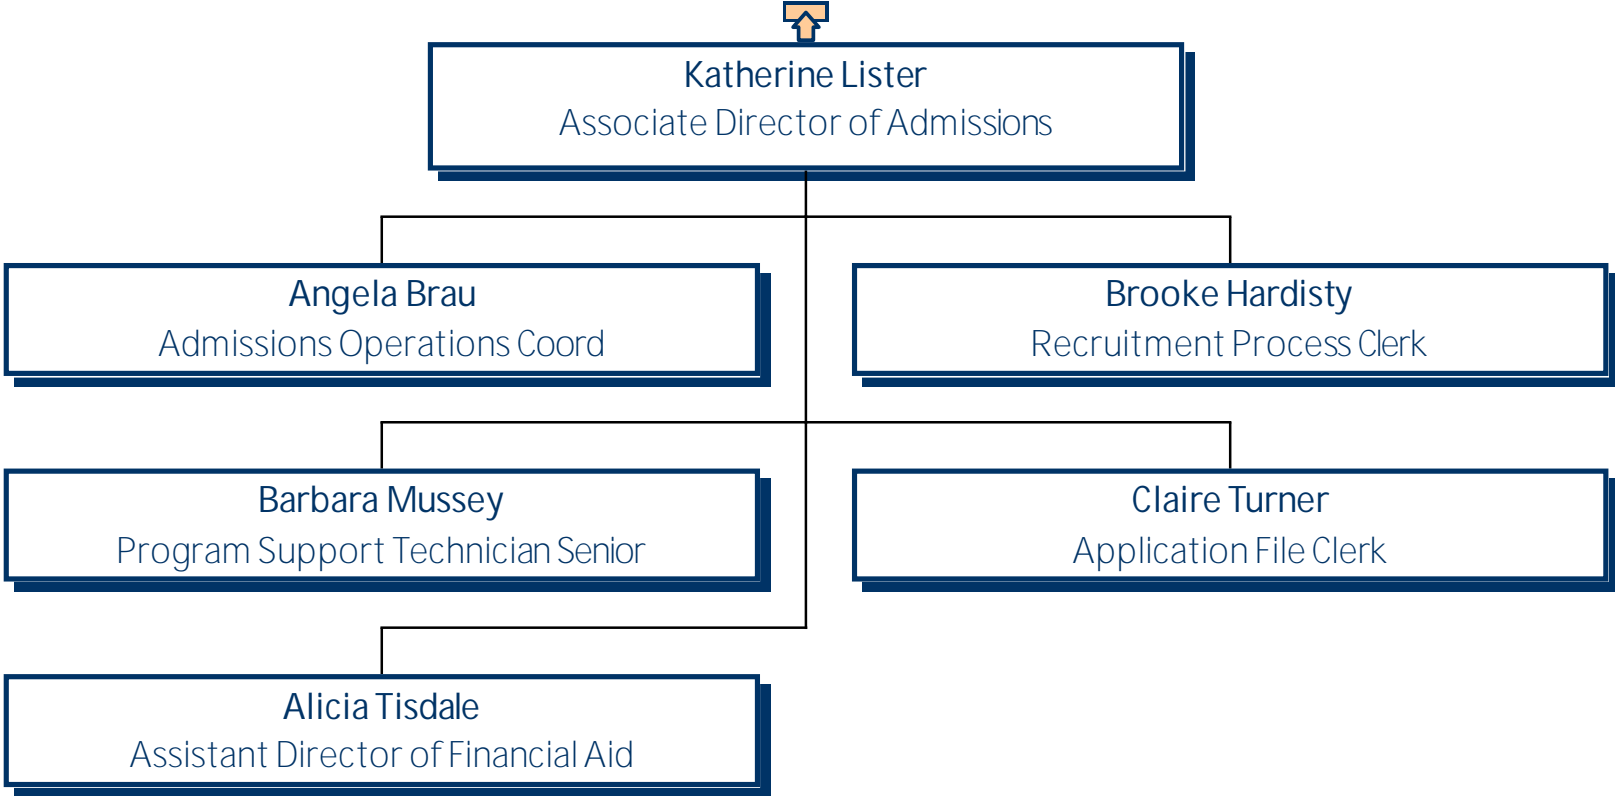 Katherine Lister
Associate Director of Admissions
Angela Brau
Admissions Operations Coord
Brooke Hardisty
Recruitment Process Clerk
Barbara Mussey
Program Support Technician Senior
Claire Turner
Application File Clerk
Alicia Tisdale
Assistant Director of Financial Aid